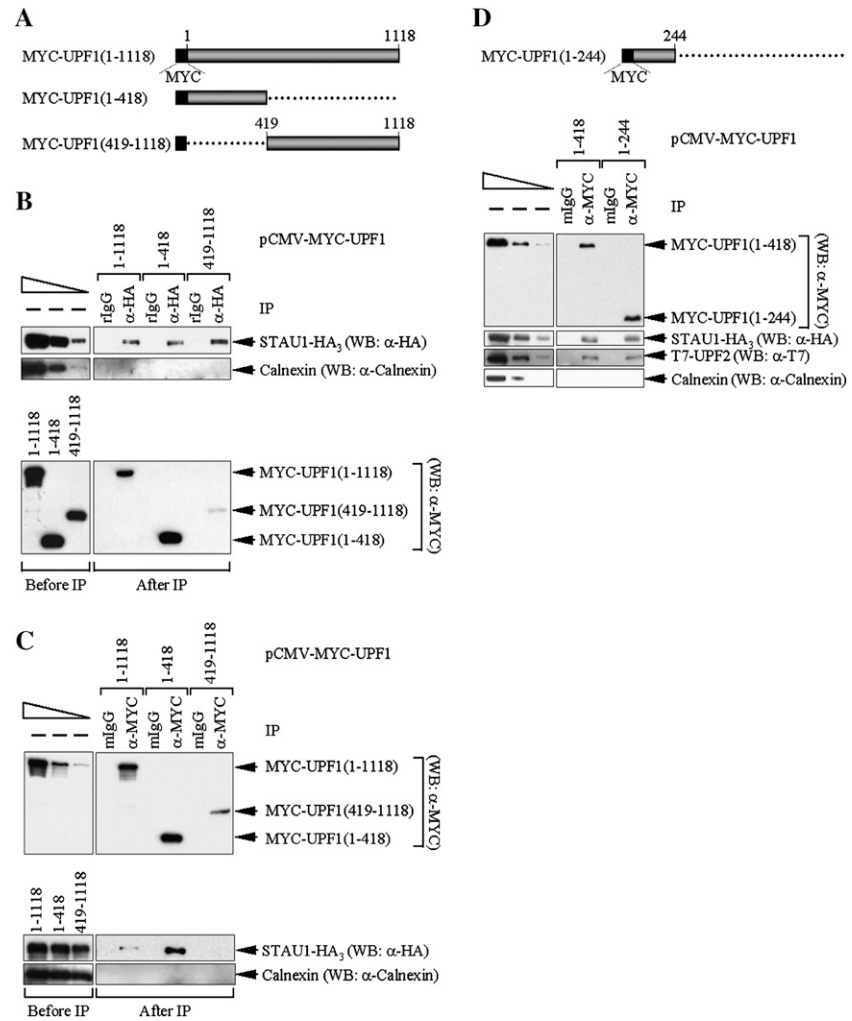 A
1 1118
MYC-UPF1(1-1118)
MYC
MYC-UPF1(1-418)
419 1118
MYC-UPF1(419-1118)
B
1-1118 1-418 419-1118 pCMV-MYC-UPF1
rIgG α-HA rIgG α-HA rIgG α-HA IP
STAU1-HA3 (WB: α-HA)
Calnexin (WB: α-Calnexin)
1-1118 1-418 419-1118
MYC-UPF1(1-1118)
MYC-UPF1(419-1118)
MYC-UPF1(1-418)
(WB: α-MYC)
Before IP After IP
C
1-1118 1-418 419-1118 pCMV-MYC-UPF1
mIgG α-MYC mIgG α-MYC mIgG α-MYC IP
MYC-UPF1(1-1118)
MYC-UPF1(419-1118)
MYC-UPF1(1-418)
(WB: α-MYC)
1-1118 1-418 419-1118
STAU1-HA3 (WB: α-HA)
Calnexin (WB: α-Calnexin)
Before IP After IP
D
244
MYC-UPF1(1-244)
MYC
1-418 1-244 pCMV-MYC-UPF1
mIgG α-MYC mIgG α-MYC IP
MYC-UPF1(1-418)
MYC-UPF1(1-244)
(WB: α-MYC)
STAU1-HA3 (WB: α-HA)
T7-UPF2 (WB: α-T7)
Calnexin (WB: α-Calnexin)